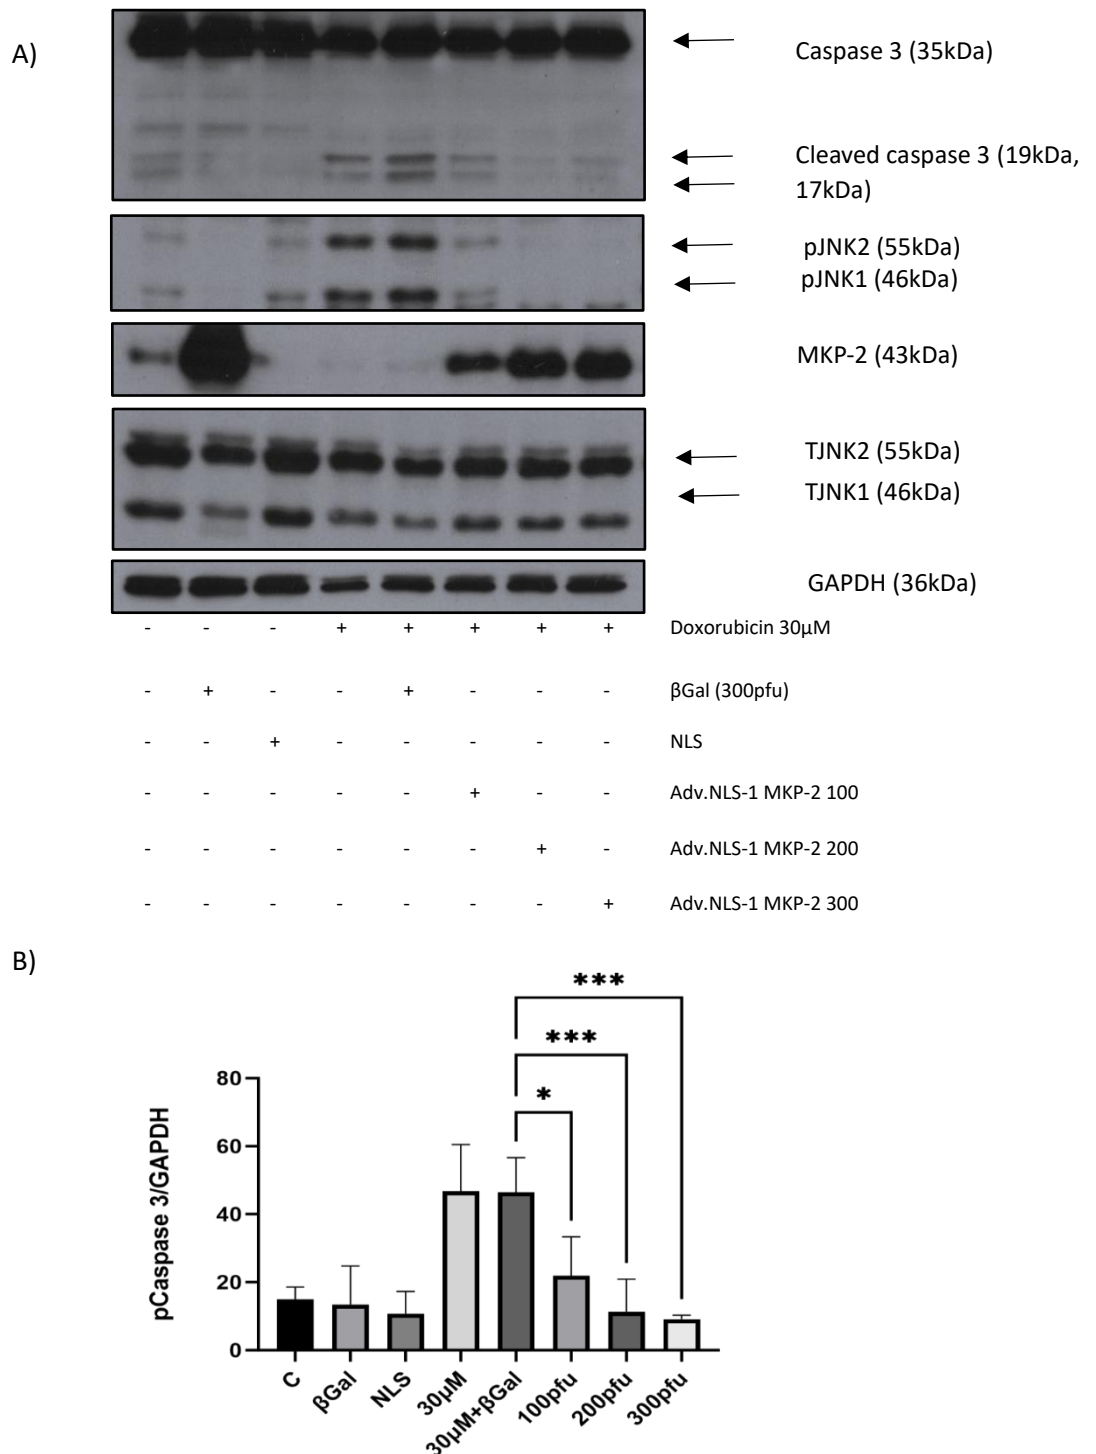 A)
Caspase 3 (35kDa)
Cleaved caspase 3 (19kDa,
17kDa)
pJNK2 (55kDa)
pJNK1 (46kDa)
MKP-2 (43kDa)
TJNK2 (55kDa)
TJNK1 (46kDa)
GAPDH (36kDa)
- - - + + + + + Doxorubicin 30µM
- + - - + - - - βGal (300pfu)
- - + - - - - - NLS
- - - - - + - - Adv.NLS-1 MKP-2 100
- - - - - - + - Adv.NLS-1 MKP-2 200
- - - - - - - + Adv.NLS-1 MKP-2 300
B)
***
***
*
pCaspase 3/GAPDH
80
60
40
20
0
C
βGal
NLS
30µM
30µM+βGal
100pfu
200pfu
300pfu